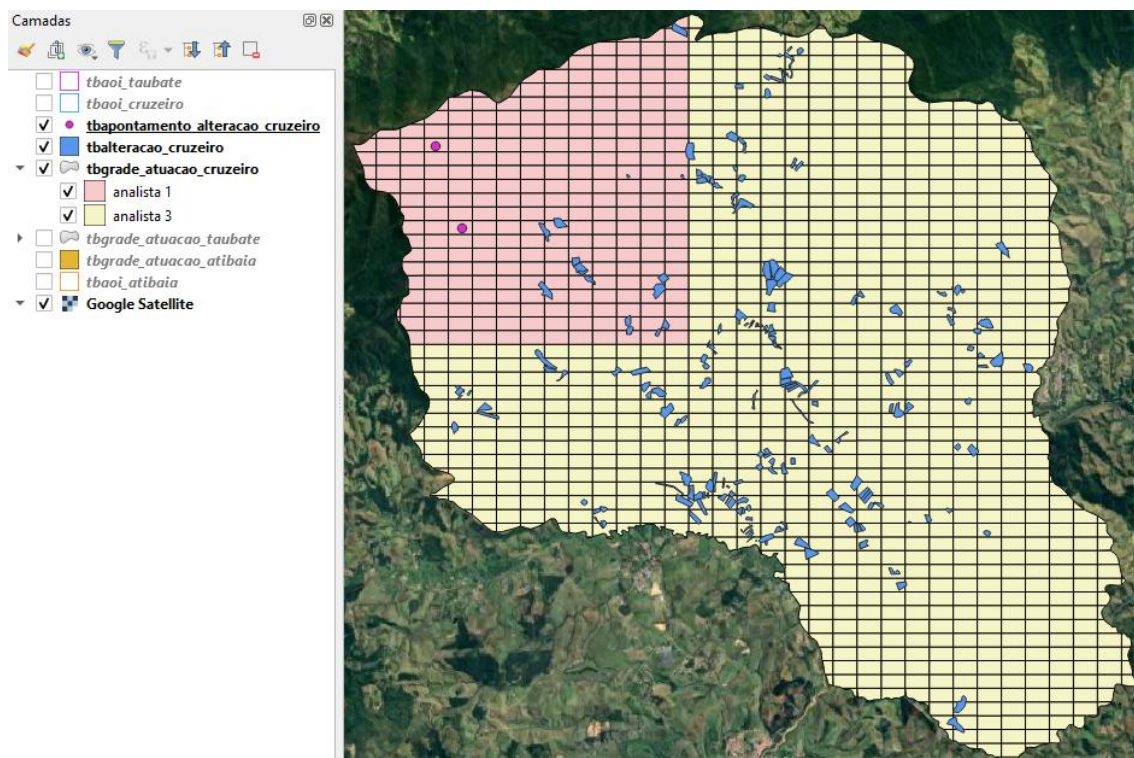 Camadas
tbaoi_taubate
tbaoi_cruzeiro
tbapontamento_alteracao_cruzeiro
tbalteracao_cruzeiro
tbgrade_atuacao_cruzeiro
analista 1
analista 3
tbgrade_atuacao_taubate
tbgrade_atuacao_atibaia
tbaoi_atibaia
Google Satellite